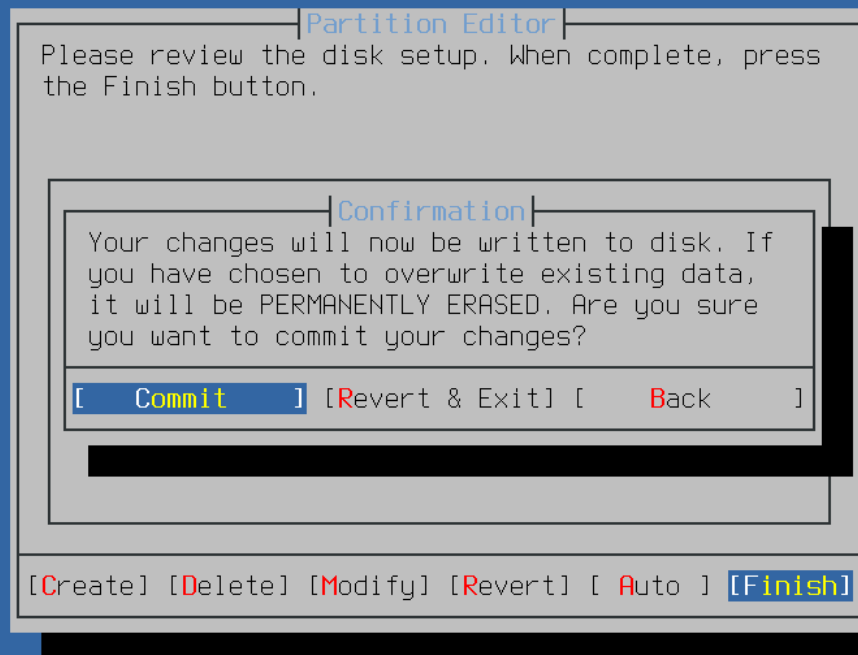 Partition Editor
Please review the disk setup. When complete, press
the Finish button.
Confirmation
Your changes will now be written to disk. If
you have chosen to overwrite existing data,
it will be PERMANENTLY ERASED. Are you sure
you want to commit your changes?
[ Commit ] [Revert & Exit] [ Back ]
[Create] [Delete] [Modify] [Revert] [ Auto ] [Finish]